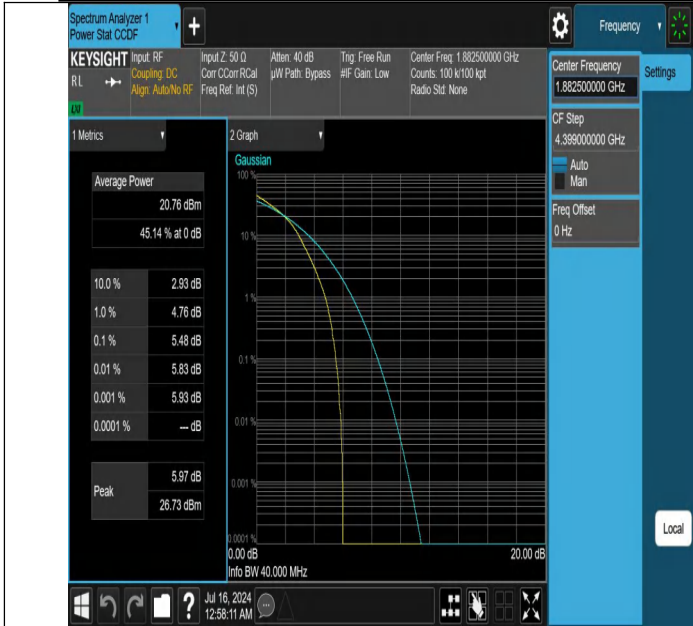 Spectrum Analyzer 1
Power Stat CCDF
+
Frequency
KEYSIGHT
RL
LXI
Input: RF
Coupling: DC
Align: Auto/No RF
Input Z: 50 Ω
Corr CCorr RCal
Freq Ref: Int (S)
Atten: 40 dB
µW Path: Bypass
Trig: Free Run
#IF Gain: Low
Center Freq: 1.882500000 GHz
Counts: 100 k/100 kpt
Radio Std: None
Center Frequency
1.882500000 GHz
Settings
CF Step
4.399000000 GHz
Auto
Man
Freq Offset
0 Hz
1 Metrics
Average Power
20.76 dBm
45.14 % at 0 dB
10.0 % 2.93 dB
1.0 % 4.76 dB
0.1 % 5.48 dB
0.01 % 5.83 dB
0.001 % 5.93 dB
0.0001 % --- dB
Peak
5.97 dB
26.73 dBm
2 Graph
Gaussian
100 %
10 %
1 %
0.1 %
0.01 %
0.001 %
0.0001 %
0.00 dB 20.00 dB
Info BW 40.000 MHz
Local
?
Jul 16, 2024
12:58:11 AM